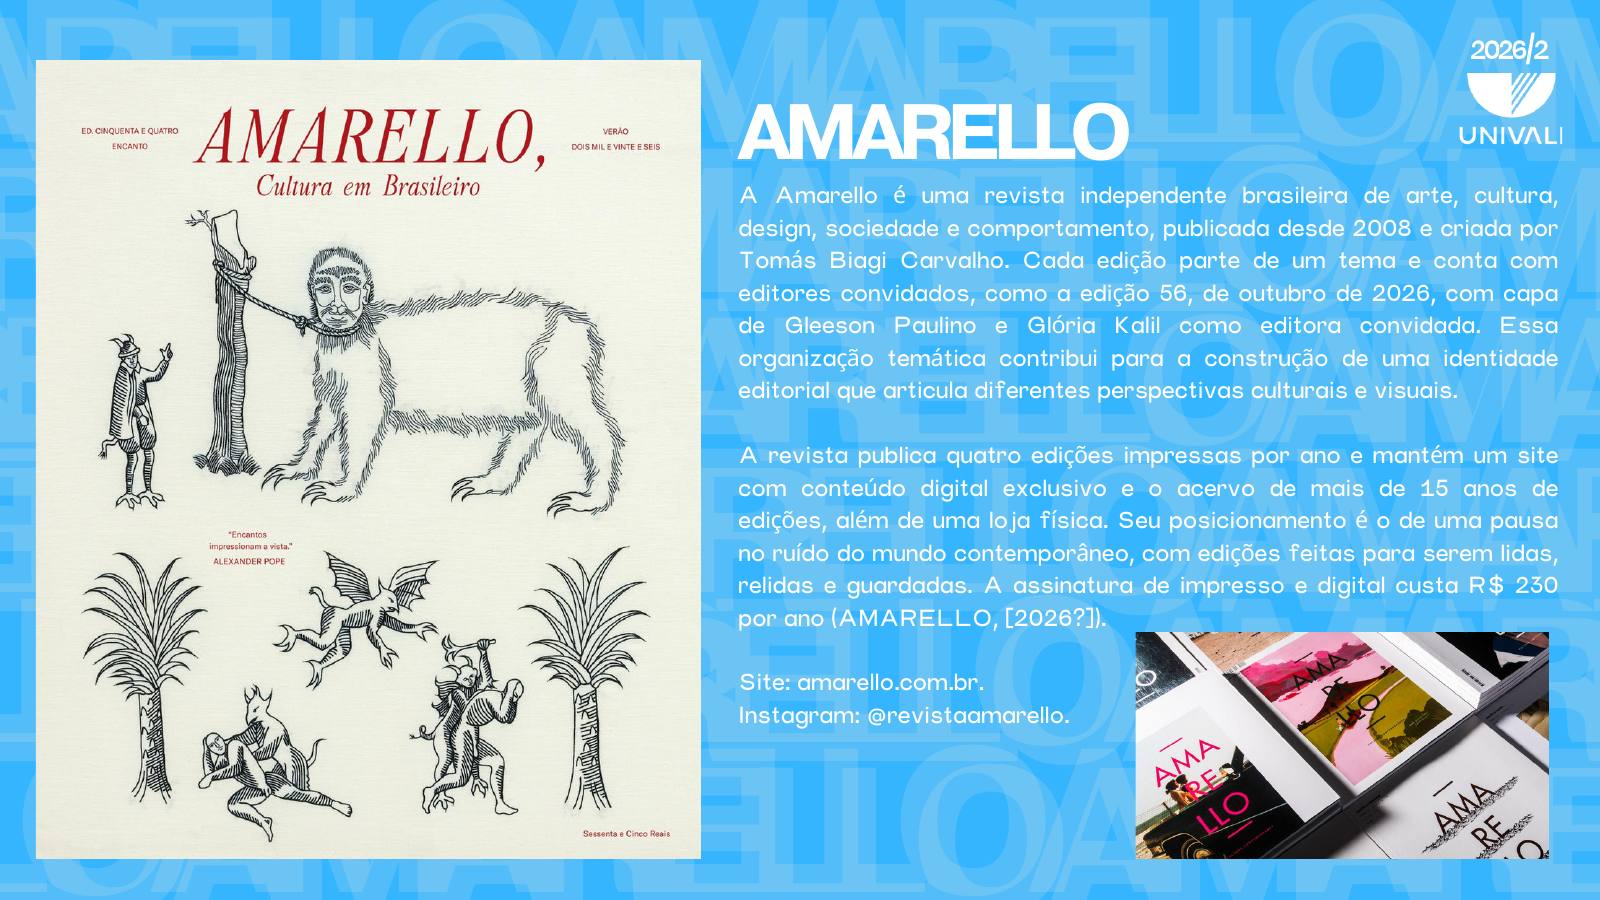 2026/2
UNIVALI
ED. CINQUENTA E QUATRO
ENCANTO
AMARELLO,
Cultura em Brasileiro
VERÃO
DOIS MIL E VINTE E SEIS
"Encantos
impressionam a vista."
ALEXANDER POPE
Sessenta e Cinco Reais
AMARELLO
A Amarello é uma revista independente brasileira de arte, cultura,
design, sociedade e comportamento, publicada desde 2008 e criada por
Tomás Biagi Carvalho. Cada edição parte de um tema e conta com
editores convidados, como a edição 56, de outubro de 2026, com capa
de Gleeson Paulino e Glória Kalil como editora convidada. Essa
organização temática contribui para a construção de uma identidade
editorial que articula diferentes perspectivas culturais e visuais.
A revista publica quatro edições impressas por ano e mantém um site
com conteúdo digital exclusivo e o acervo de mais de 15 anos de
edições, além de uma loja física. Seu posicionamento é o de uma pausa
no ruído do mundo contemporâneo, com edições feitas para serem lidas,
relidas e guardadas. A assinatura de impresso e digital custa R$ 230
por ano (AMARELLO, [2026?]).
Site: amarello.com.br.
Instagram: @revistaamarello.
AMA
RE
LLO
AMA
RE
LLO
AMA
RE
LLO